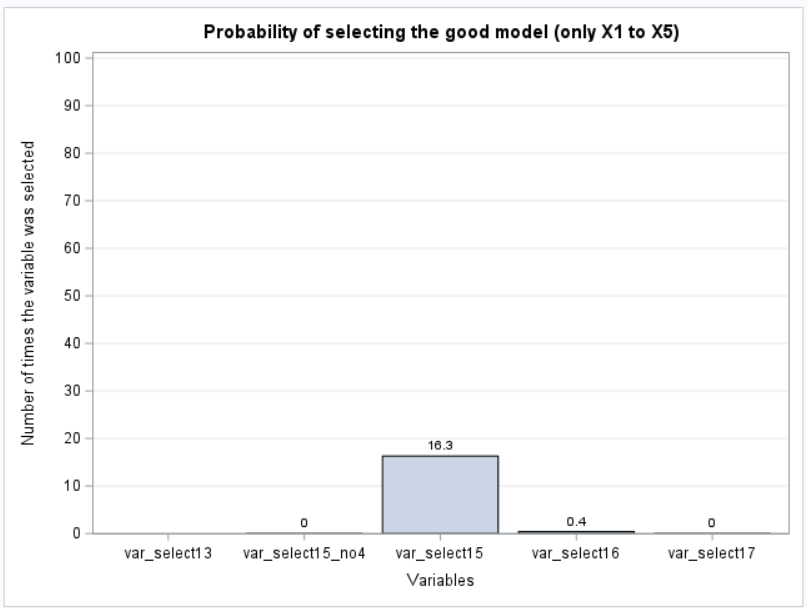 Probability of selecting the good model (only X1 to X5)
Number of times the variable was selected
100
90
80
70
60
50
40
30
20
10
0
0
16.3
0.4
0
var_select13
var_select15_no4
var_select15
var_select16
var_select17
Variables